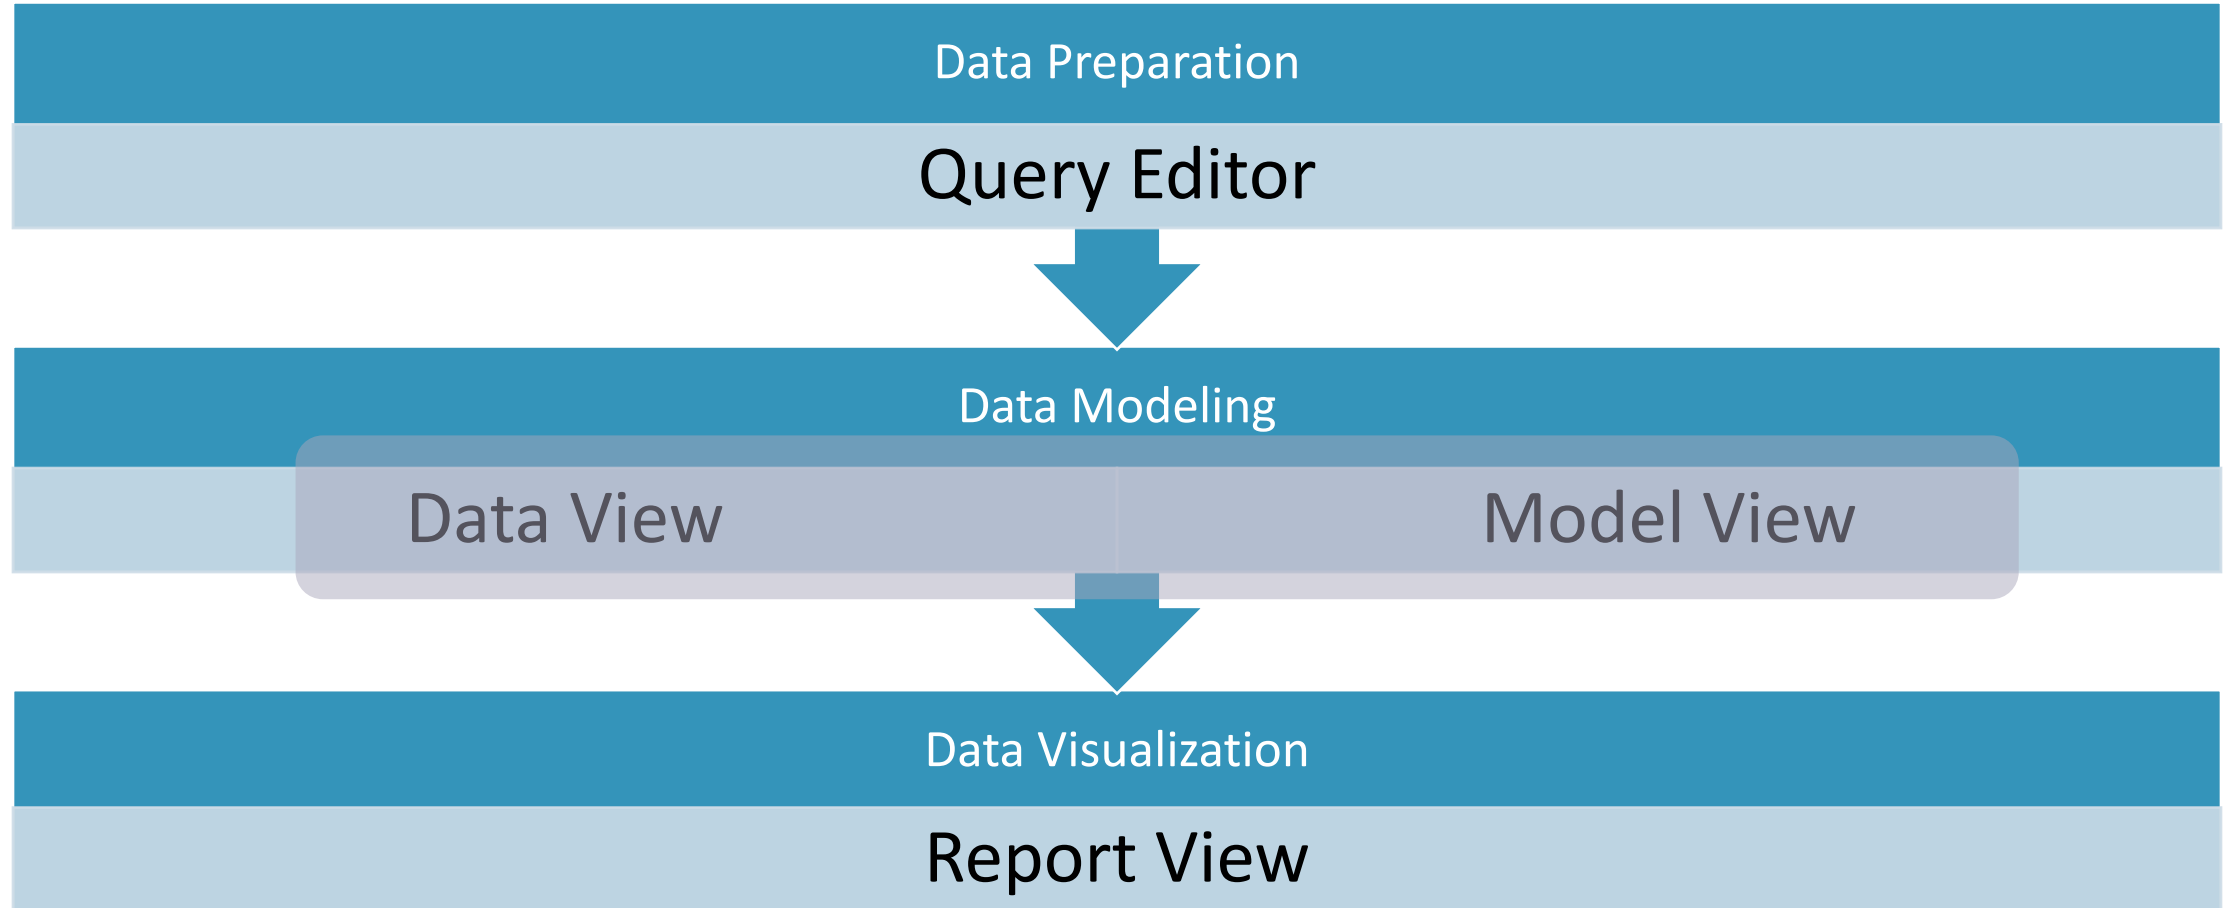 Data Preparation
Query Editor
Data Modeling
Data View Model View
Data Visualization
Report View